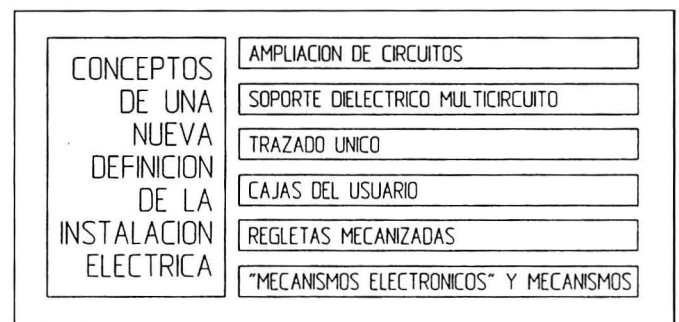 CONCEPTOS
DE UNA
NUEVA
DEFINICION
DE LA
INSTALACION
ELECTRICA
AMPLIACION DE CIRCUITOS
SOPORTE DIELECTRICO MULTICIRCUITO
TRAZADO UNICO
CAJAS DEL USUARIO
REGLETAS MECANIZADAS
"MECANISMOS ELECTRONICOS" Y MECANISMOS